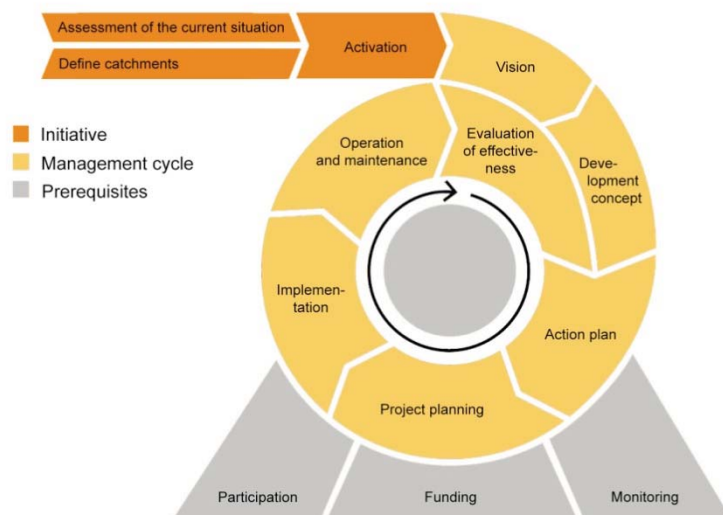 Assessment of the current situation
Define catchments
Activation
Vision
Initiative
Management cycle
Prerequisites
Operation
and maintenance
Evaluation
of effective-
ness
Deve-
lopment
concept
Implemen-
tation
Action plan
Project planning
Participation
Funding
Monitoring